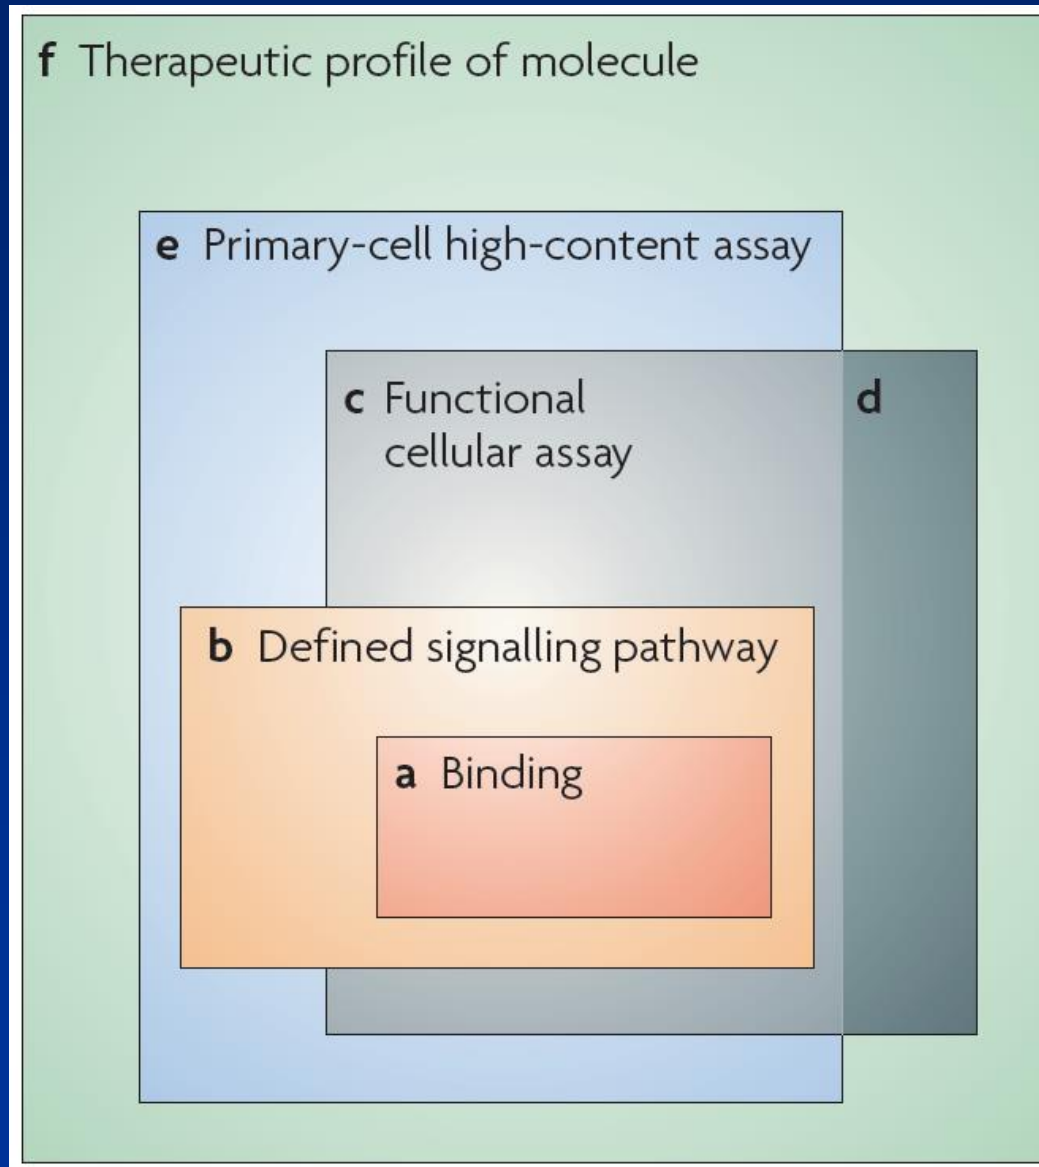 f Therapeutic profile of molecule
e Primary-cell high-content assay
c Functional
cellular assay
d
b Defined signalling pathway
a Binding